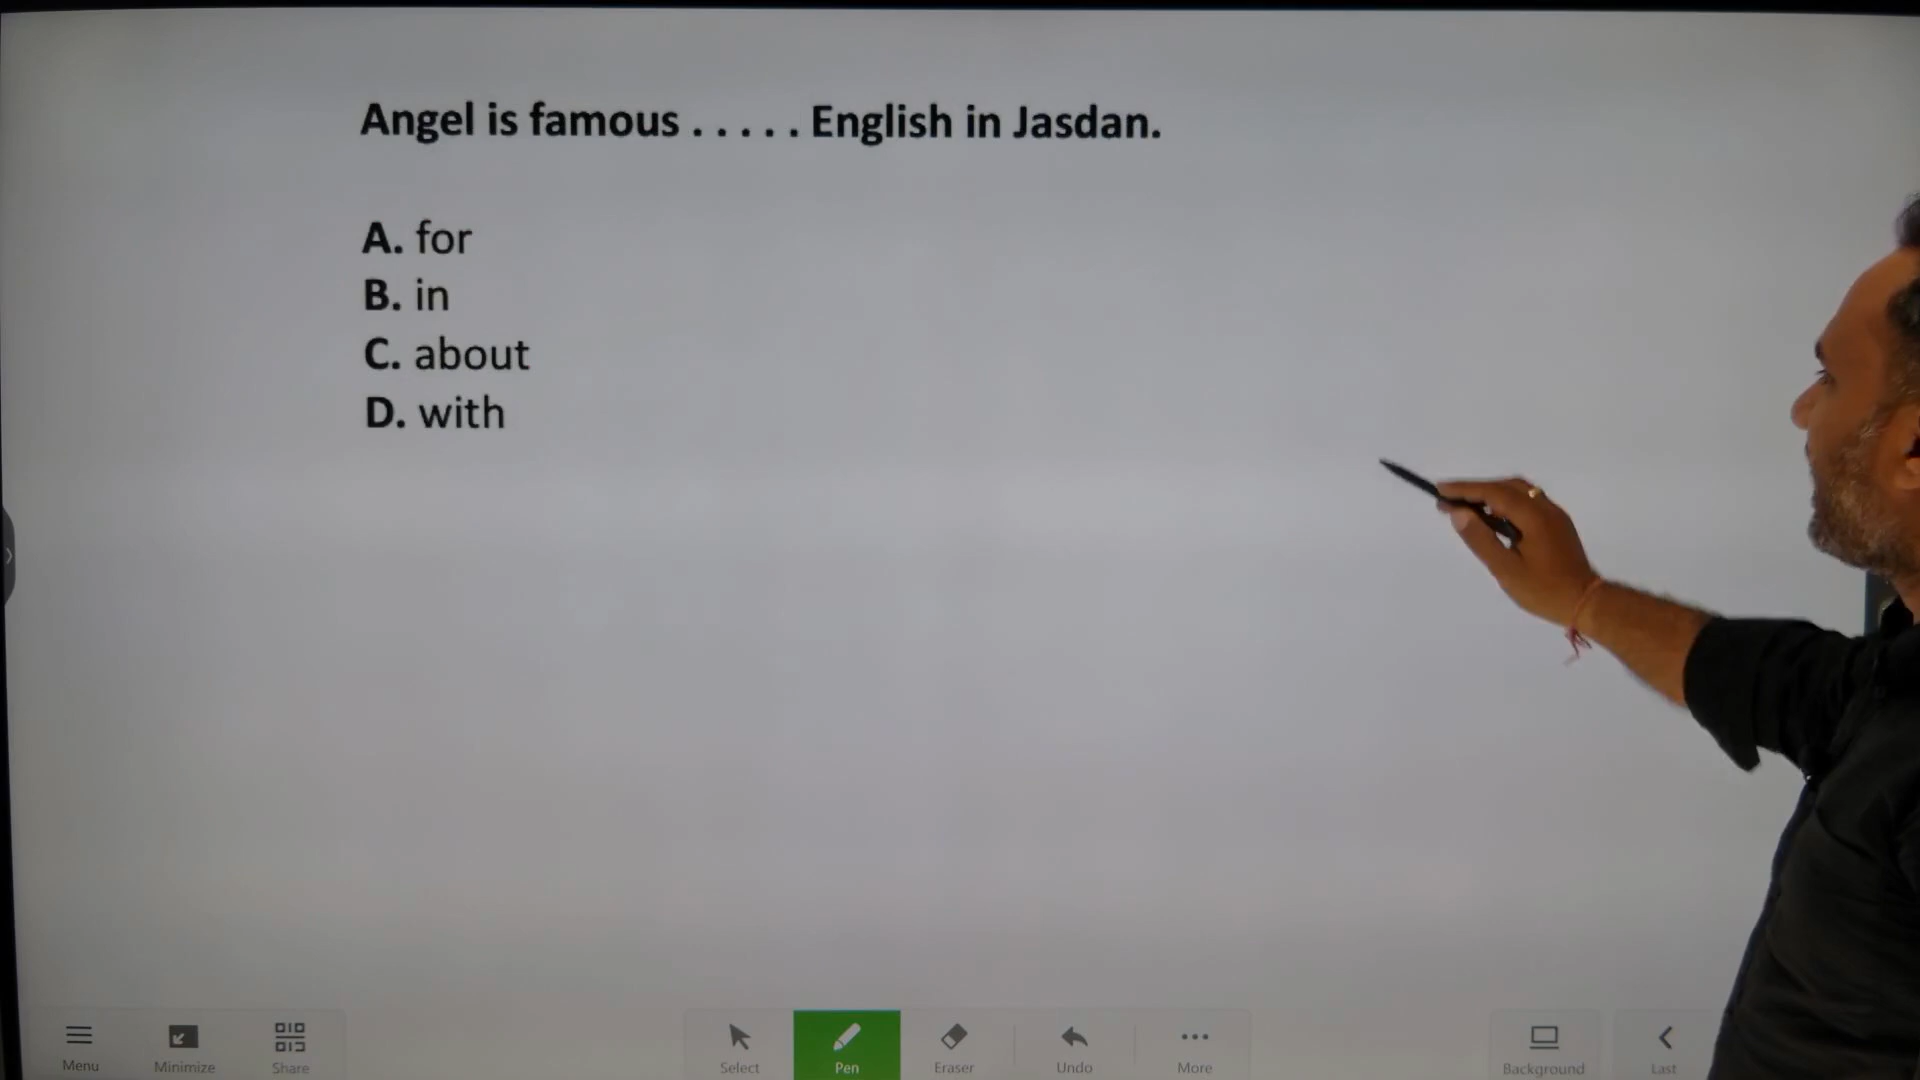 Angel is famous . . . . . English in Jasdan.
A. for
B. in
C. about
D. with
Menu
Minimize
Share
Select
Pen
Eraser
Undo
More
Background
Last